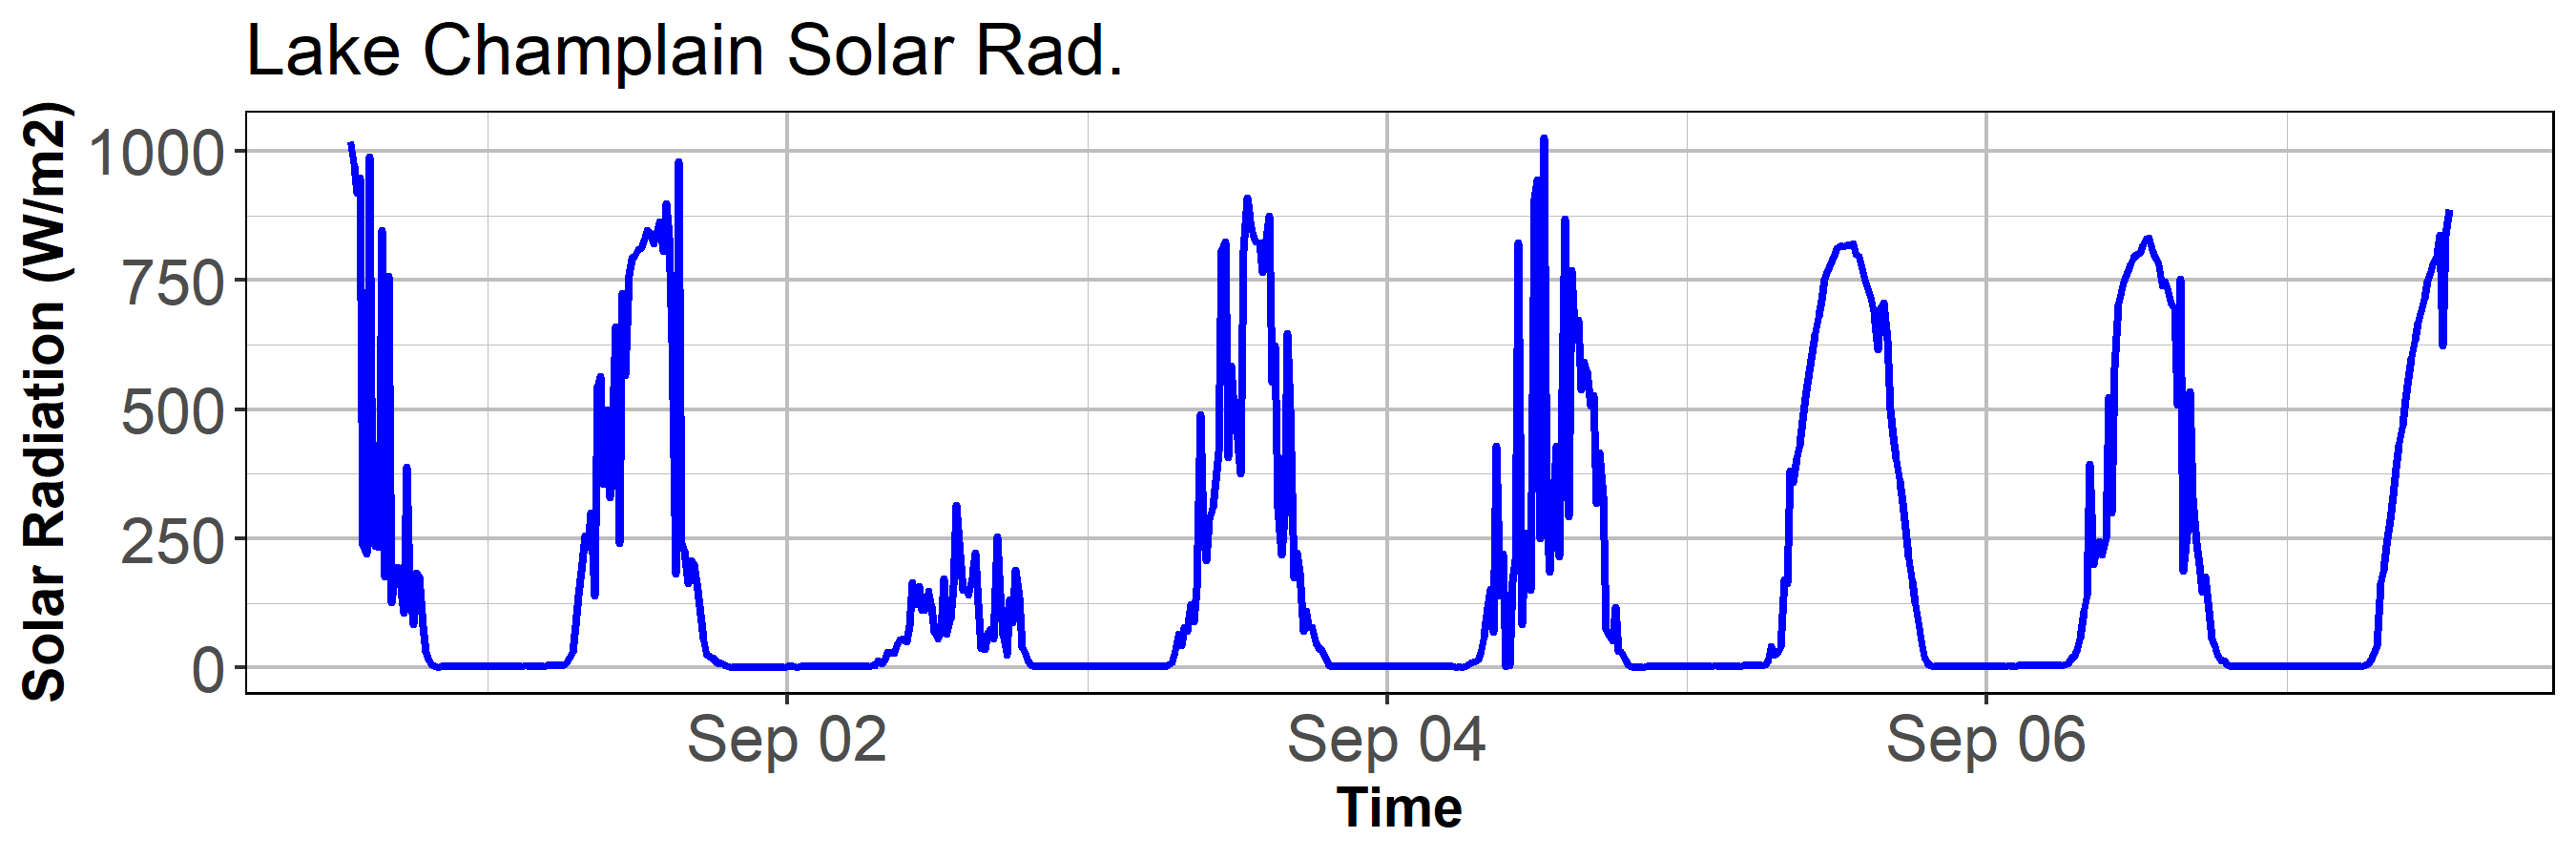 Lake Champlain Solar Rad.
Solar Radiation (W/m2)
1000
750
500
250
0
Sep 02
Sep 04
Sep 06
Time